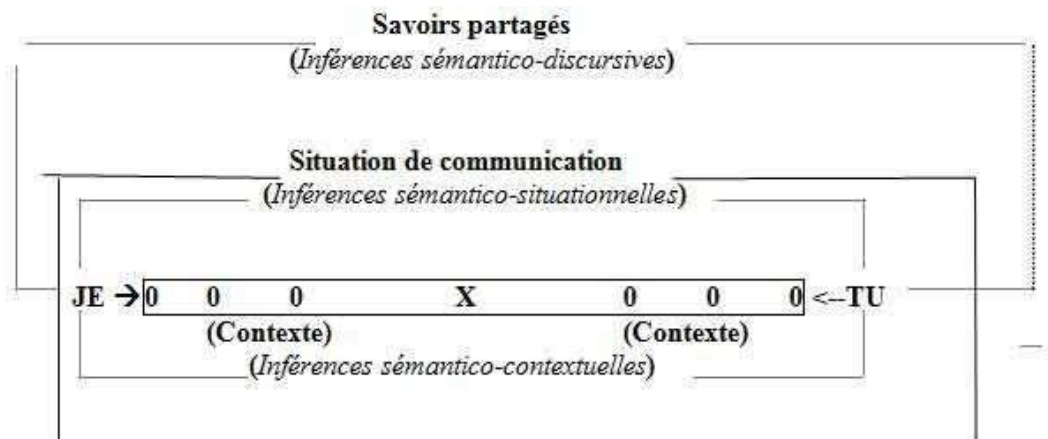 Savoirs partagés
(Inférences sémantico-discursives)
Situation de communication
(Inférences sémantico-situationnelles)
JE →0 0 0 X 0 0 0 <--TU
(Contexte) (Contexte)
(Inférences sémantico-contextuelles)